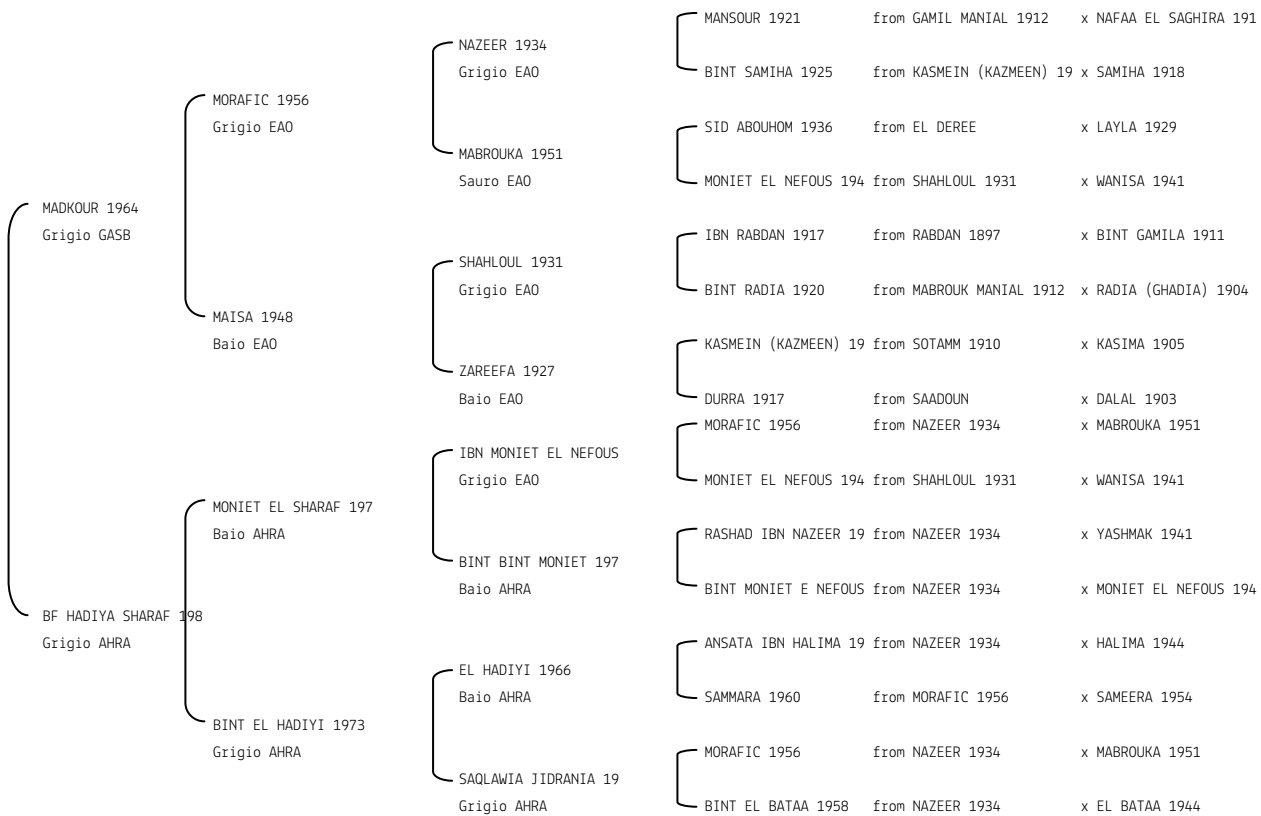 MANSOUR 1921 from GAMIL MANIAL 1912 x NAFAA EL SAGHIRA 191
NAZEER 1934
Grigio EAO
BINT SAMIHA 1925 from KASMEIN (KAZMEEN) 19 x SAMIHA 1918
MORAFIC 1956
Grigio EAO
SID ABOUHOM 1936 from EL DEREE x LAYLA 1929
MABROUKA 1951
Sauro EAO
MONIET EL NEFOUS 194 from SHAHLOUL 1931 x WANISA 1941
MADKOUR 1964
Grigio GASB
IBN RABDAN 1917 from RABDAN 1897 x BINT GAMILA 1911
SHAHLOUL 1931
Grigio EAO
BINT RADIA 1920 from MABROUK MANIAL 1912 x RADIA (GHADIA) 1904
MAISA 1948
Baio EAO
KASMEIN (KAZMEEN) 19 from SOTAMM 1910 x KASIMA 1905
ZAREEFA 1927
Baio EAO
DURRA 1917 from SAADOUN x DALAL 1903
MORAFIC 1956 from NAZEER 1934 x MABROUKA 1951
IBN MONIET EL NEFOUS
Grigio EAO
MONIET EL NEFOUS 194 from SHAHLOUL 1931 x WANISA 1941
MONIET EL SHARAF 197
Baio AHRA
RASHAD IBN NAZEER 19 from NAZEER 1934 x YASHMAK 1941
BINT BINT MONIET 197
Baio AHRA
BINT MONIET E NEFOUS from NAZEER 1934 x MONIET EL NEFOUS 194
BF HADIYA SHARAF 198
Grigio AHRA
ANSATA IBN HALIMA 19 from NAZEER 1934 x HALIMA 1944
EL HADIYI 1966
Baio AHRA
SAMMARA 1960 from MORAFIC 1956 x SAMEERA 1954
BINT EL HADIYI 1973
Grigio AHRA
MORAFIC 1956 from NAZEER 1934 x MABROUKA 1951
SAQLAWIA JIDRANIA 19
Grigio AHRA
BINT EL BATAA 1958 from NAZEER 1934 x EL BATAA 1944